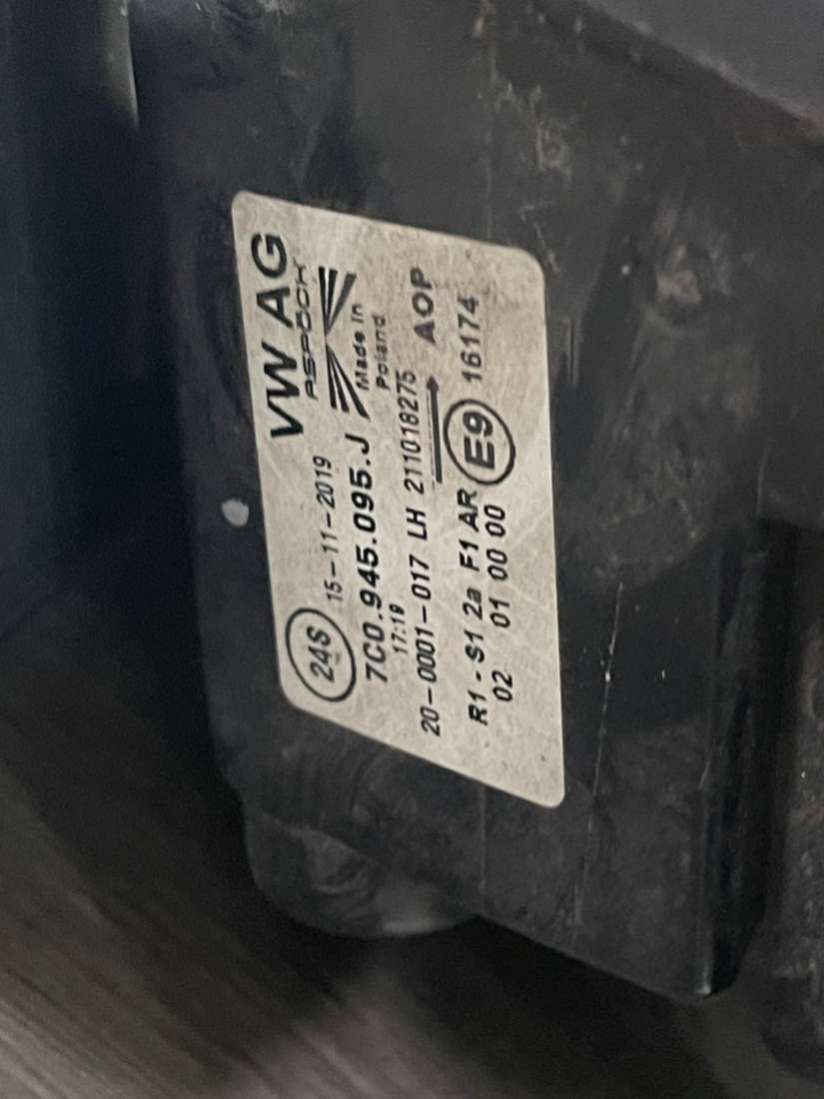 VW AG
ASPÖCK
24S 15-11-2019
7C0.945.095.J
Made in
Poland
17:19
20-0001-017 LH 211018275 AOP
R1-S1 2a F1 AR E9 16174
02 01 00 00